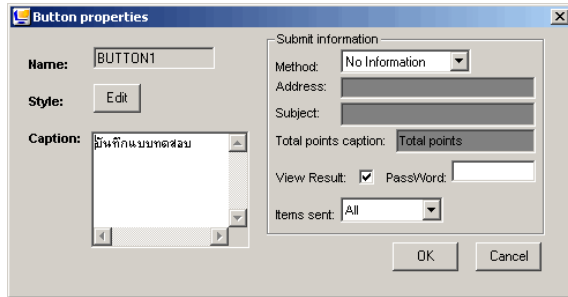 Button properties
Name: BUTTON1
Style: Edit
Caption: บันทึกแบบทดสอบ
Submit information
Method: No Information
Address:
Subject:
Total points caption: Total points
View Result: PassWord:
Items sent: All
OK Cancel